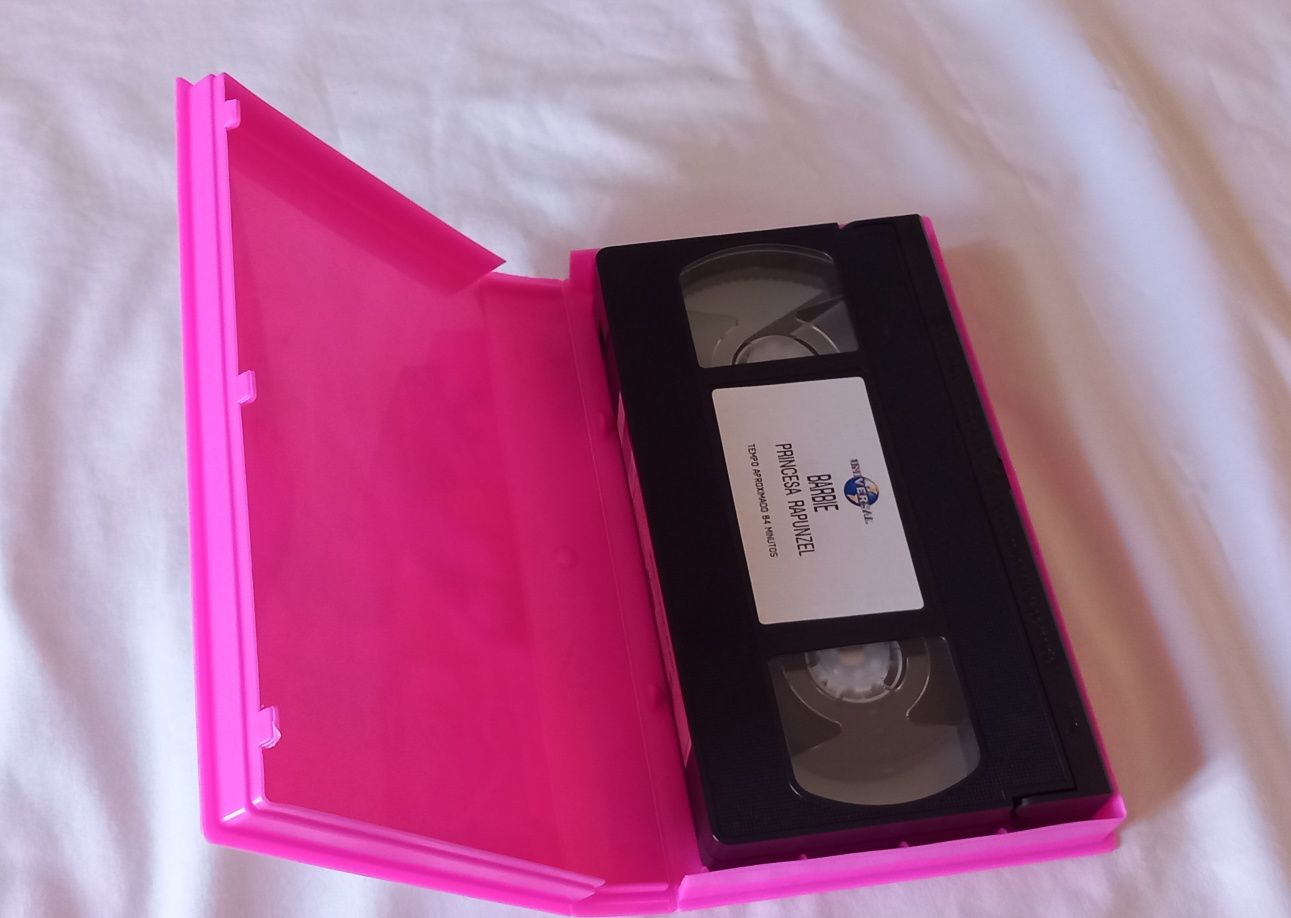 UNIVERSAL
BARBIE
PRINCESA RAPUNZEL
TEMPO APROXIMADO 84 MINUTOS